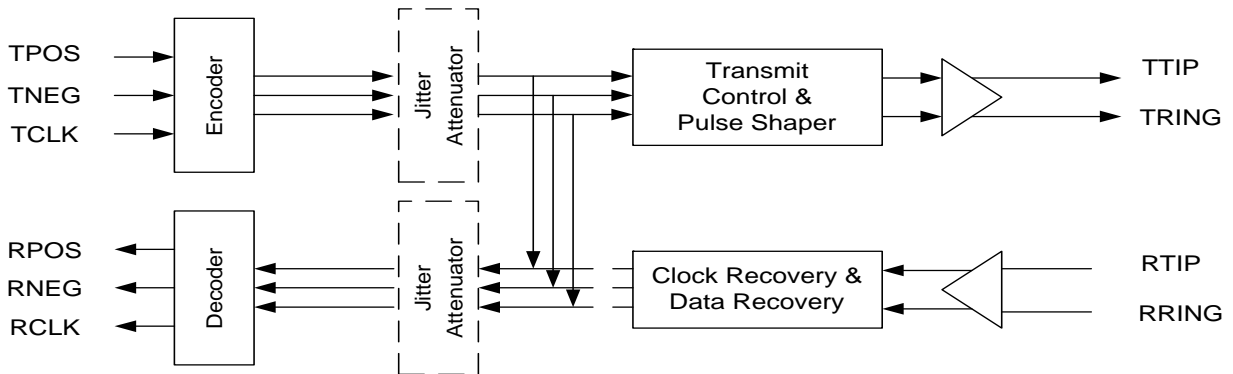 TPOS
TNEG
TCLK
Encoder
Jitter
Attenuator
Transmit
Control &
Pulse Shaper
TTIP
TRING
RPOS
RNEG
RCLK
Decoder
Jitter
Attenuator
Clock Recovery &
Data Recovery
RTIP
RRING